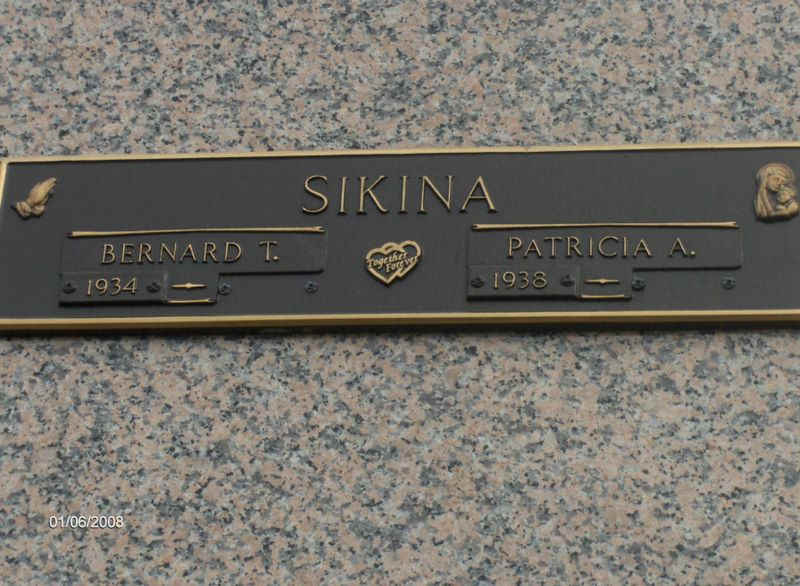 SIKINA
BERNARD T.
1934
Together
Forever
PATRICIA A.
1938
01/06/2008